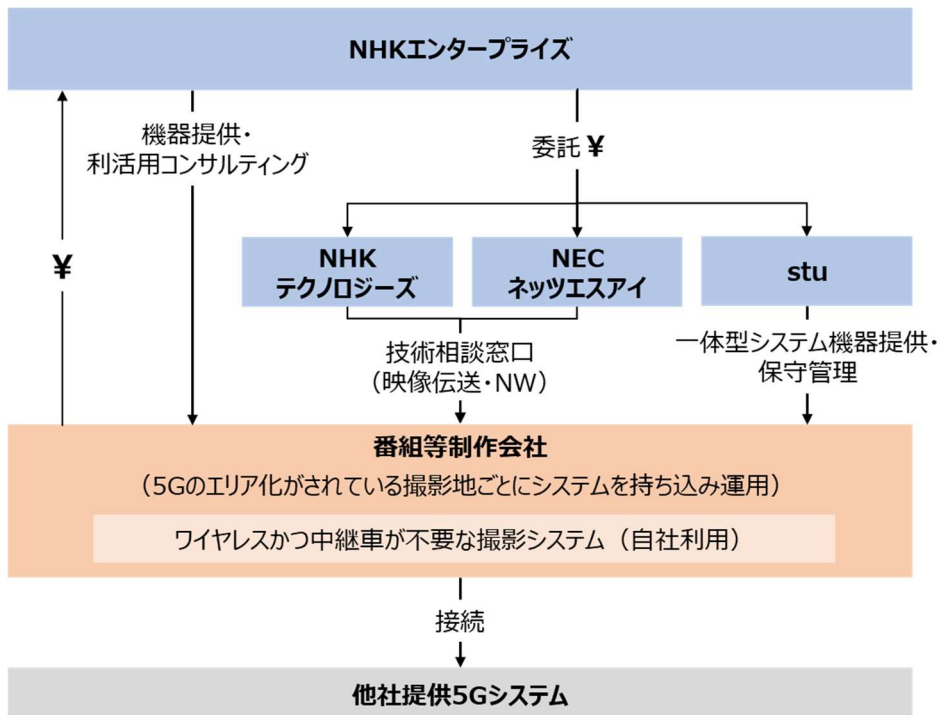 NHKエンタープライズ
機器提供・
利活用コンサルティング
委託 ¥
¥
NHK
テクノロジーズ
NEC
ネッツエスアイ
stu
技術相談窓口
（映像伝送・NW）
一体型システム機器提供・
保守管理
番組等制作会社
（5Gのエリア化がされている撮影地ごとにシステムを持ち込み運用）
ワイヤレスかつ中継車が不要な撮影システム（自社利用）
接続
他社提供5Gシステム